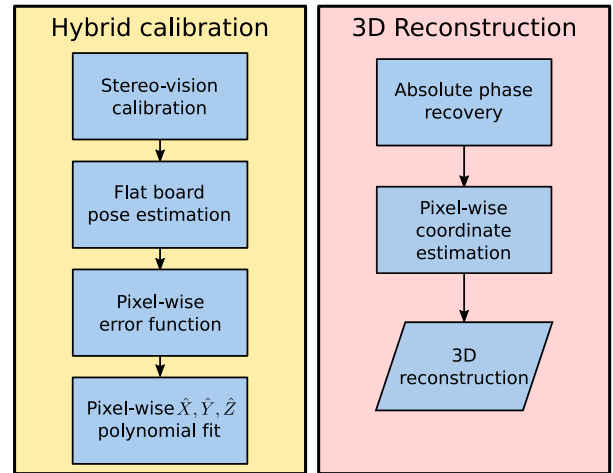 Hybrid calibration
Stereo-vision
calibration
Flat board
pose estimation
Pixel-wise
error function
Pixel-wise X̂, Ŷ, Ẑ
polynomial fit
3D Reconstruction
Absolute phase
recovery
Pixel-wise
coordinate
estimation
3D
reconstruction